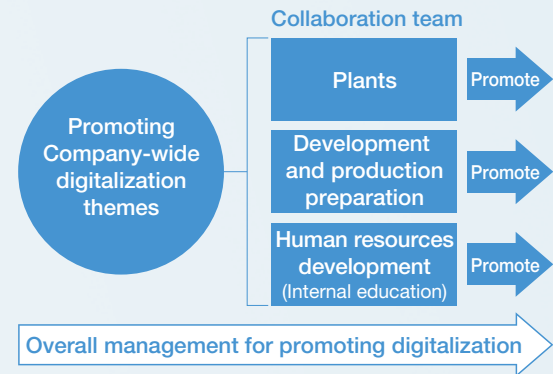 Collaboration team
Promoting
Company-wide
digitalization
themes
Plants
Promote
Development
and production
preparation
Promote
Human resources
development
(Internal education)
Promote
Overall management for promoting digitalization